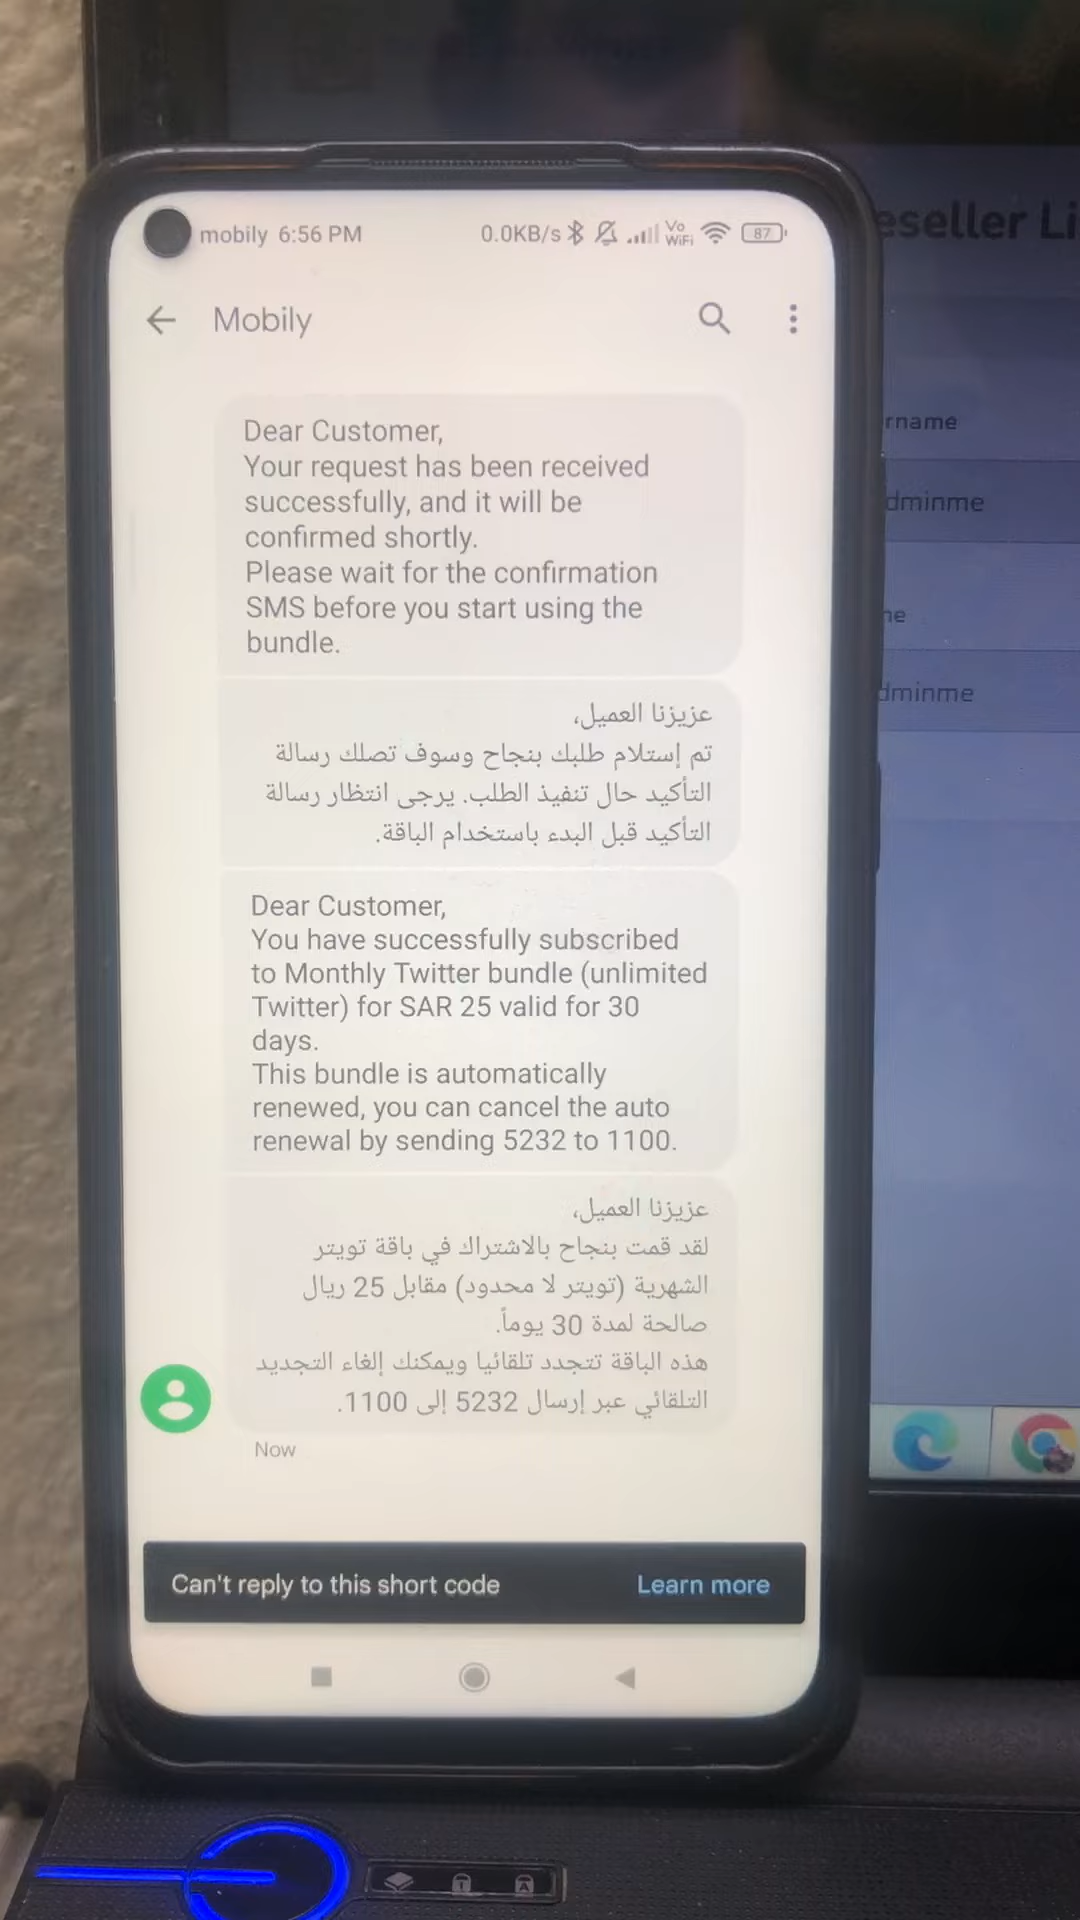 mobily 6:56 PM 0.0KB/s Vo WiFi 87
Mobily
Dear Customer,
Your request has been received
successfully, and it will be
confirmed shortly.
Please wait for the confirmation
SMS before you start using the
bundle.
عزيزنا العميل،
تم إستلام طلبك بنجاح وسوف تصلك رسالة
التأكيد حال تنفيذ الطلب. يرجى انتظار رسالة
التأكيد قبل البدء باستخدام الباقة.
Dear Customer,
You have successfully subscribed
to Monthly Twitter bundle (unlimited
Twitter) for SAR 25 valid for 30
days.
This bundle is automatically
renewed, you can cancel the auto
renewal by sending 5232 to 1100.
عزيزنا العميل،
لقد قمت بنجاح بالاشتراك في باقة تويتر
الشهرية (تويتر لا محدود) مقابل 25 ريال
صالحة لمدة 30 يوماً.
هذه الباقة تتجدد تلقائيا ويمكنك إلغاء التجديد
التلقائي عبر إرسال 5232 إلى 1100.
Now
Can't reply to this short code Learn more
eseller Li
rname
dminme
ne
dminme